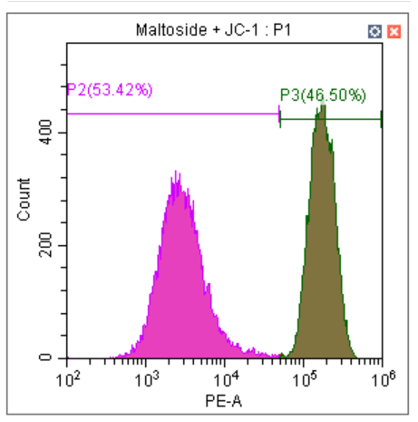 Maltoside + JC-1 : P1
P2(53.42%)
P3(46.50%)
400
200
0
Count
10² 10³ 10⁴ 10⁵ 10⁶
PE-A